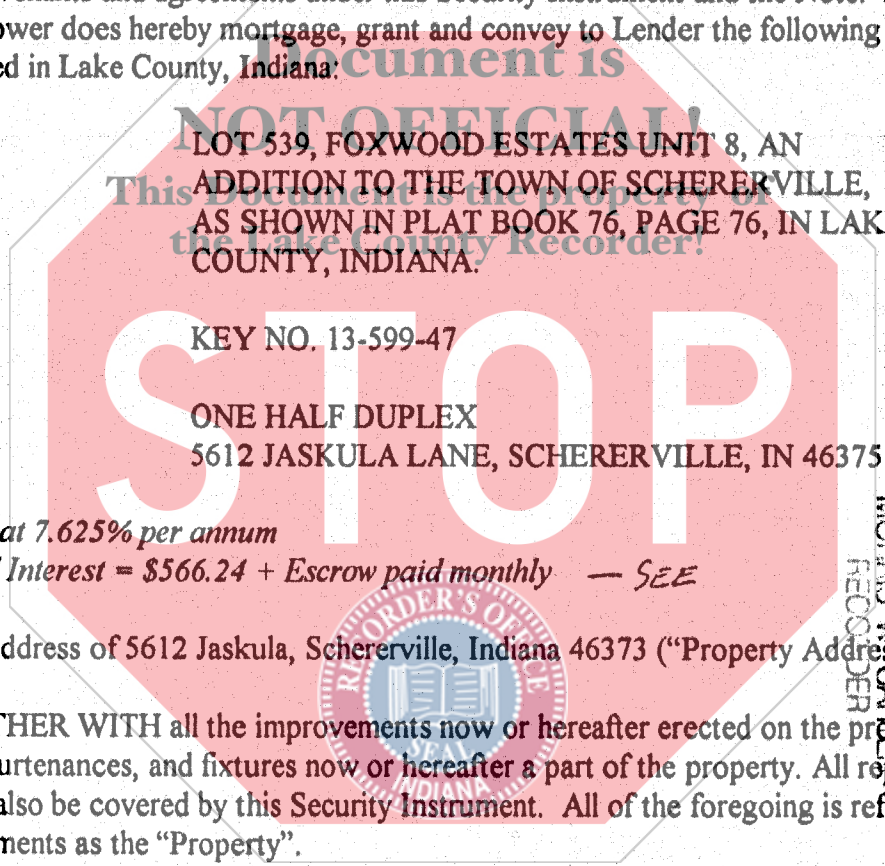 ower does hereby mortgage, grant and convey to Lender the following
ed in Lake County, Indiana:
Document is
NOT OFFICIAL!
This Document is the property of
the Lake County Recorder!
LOT 539, FOXWOOD ESTATES UNIT 8, AN
ADDITION TO THE TOWN OF SCHERERVILLE,
AS SHOWN IN PLAT BOOK 76, PAGE 76, IN LAK
COUNTY, INDIANA.
KEY NO. 13-599-47
STOP
ONE HALF DUPLEX
5612 JASKULA LANE, SCHERERVILLE, IN 46375
at 7.625% per annum
Interest = $566.24 + Escrow paid monthly — SEE
RECORDER
ddress of 5612 Jaskula, Schererville, Indiana 46373 ("Property Addre
RECORDER'S OFFICE
SEAL
INDIANA
THER WITH all the improvements now or hereafter erected on the pr
urtenances, and fixtures now or hereafter a part of the property. All re
also be covered by this Security Instrument. All of the foregoing is ref
ments as the "Property".